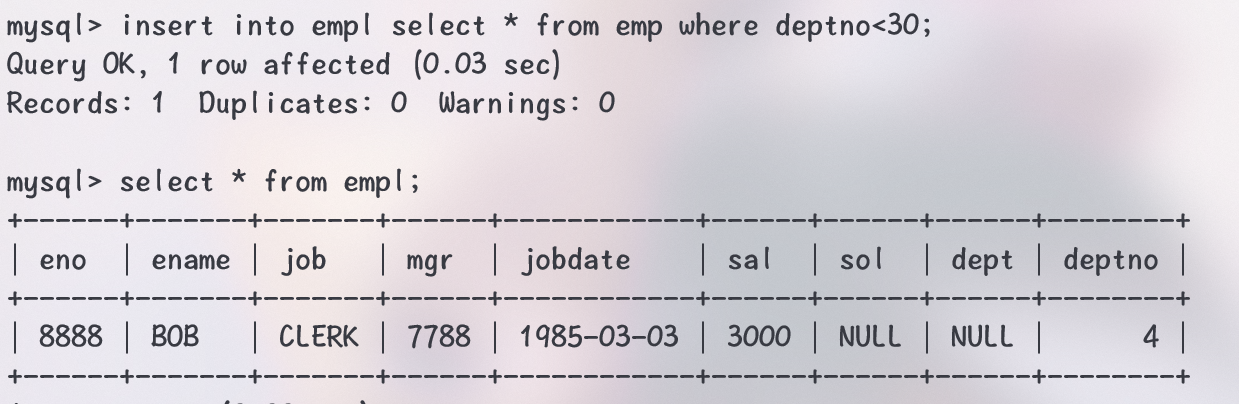 mysql> insert into empl select * from emp where deptno<30;
Query OK, 1 row affected (0.03 sec)
Records: 1  Duplicates: 0  Warnings: 0
mysql> select * from empl;
+------+-------+-------+------+------------+------+------+------+--------+
| eno  | ename | job   | mgr  | jobdate    | sal  | sol  | dept | deptno |
+------+-------+-------+------+------------+------+------+------+--------+
| 8888 | BOB   | CLERK | 7788 | 1985-03-03 | 3000 | NULL | NULL |      4 |
+------+-------+-------+------+------------+------+------+------+--------+